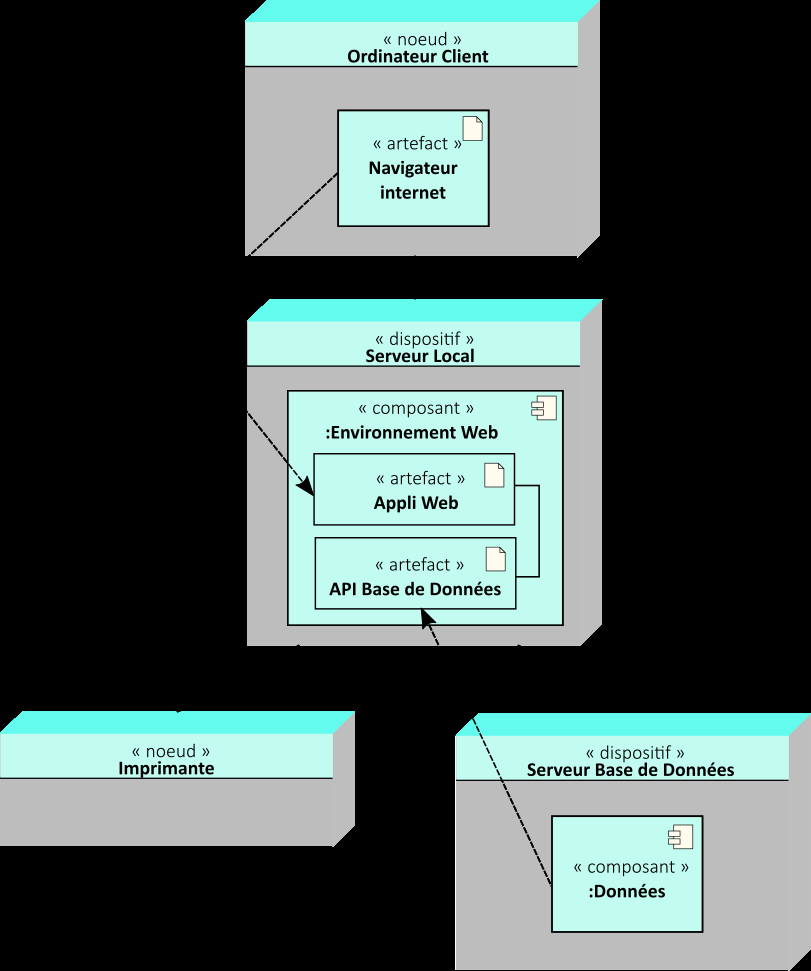 « noeud »
Ordinateur Client
« artefact »
Navigateur
internet
« dispositif »
Serveur Local
« composant »
:Environnement Web
« artefact »
Appli Web
« artefact »
API Base de Données
« noeud »
Imprimante
« dispositif »
Serveur Base de Données
« composant »
:Données